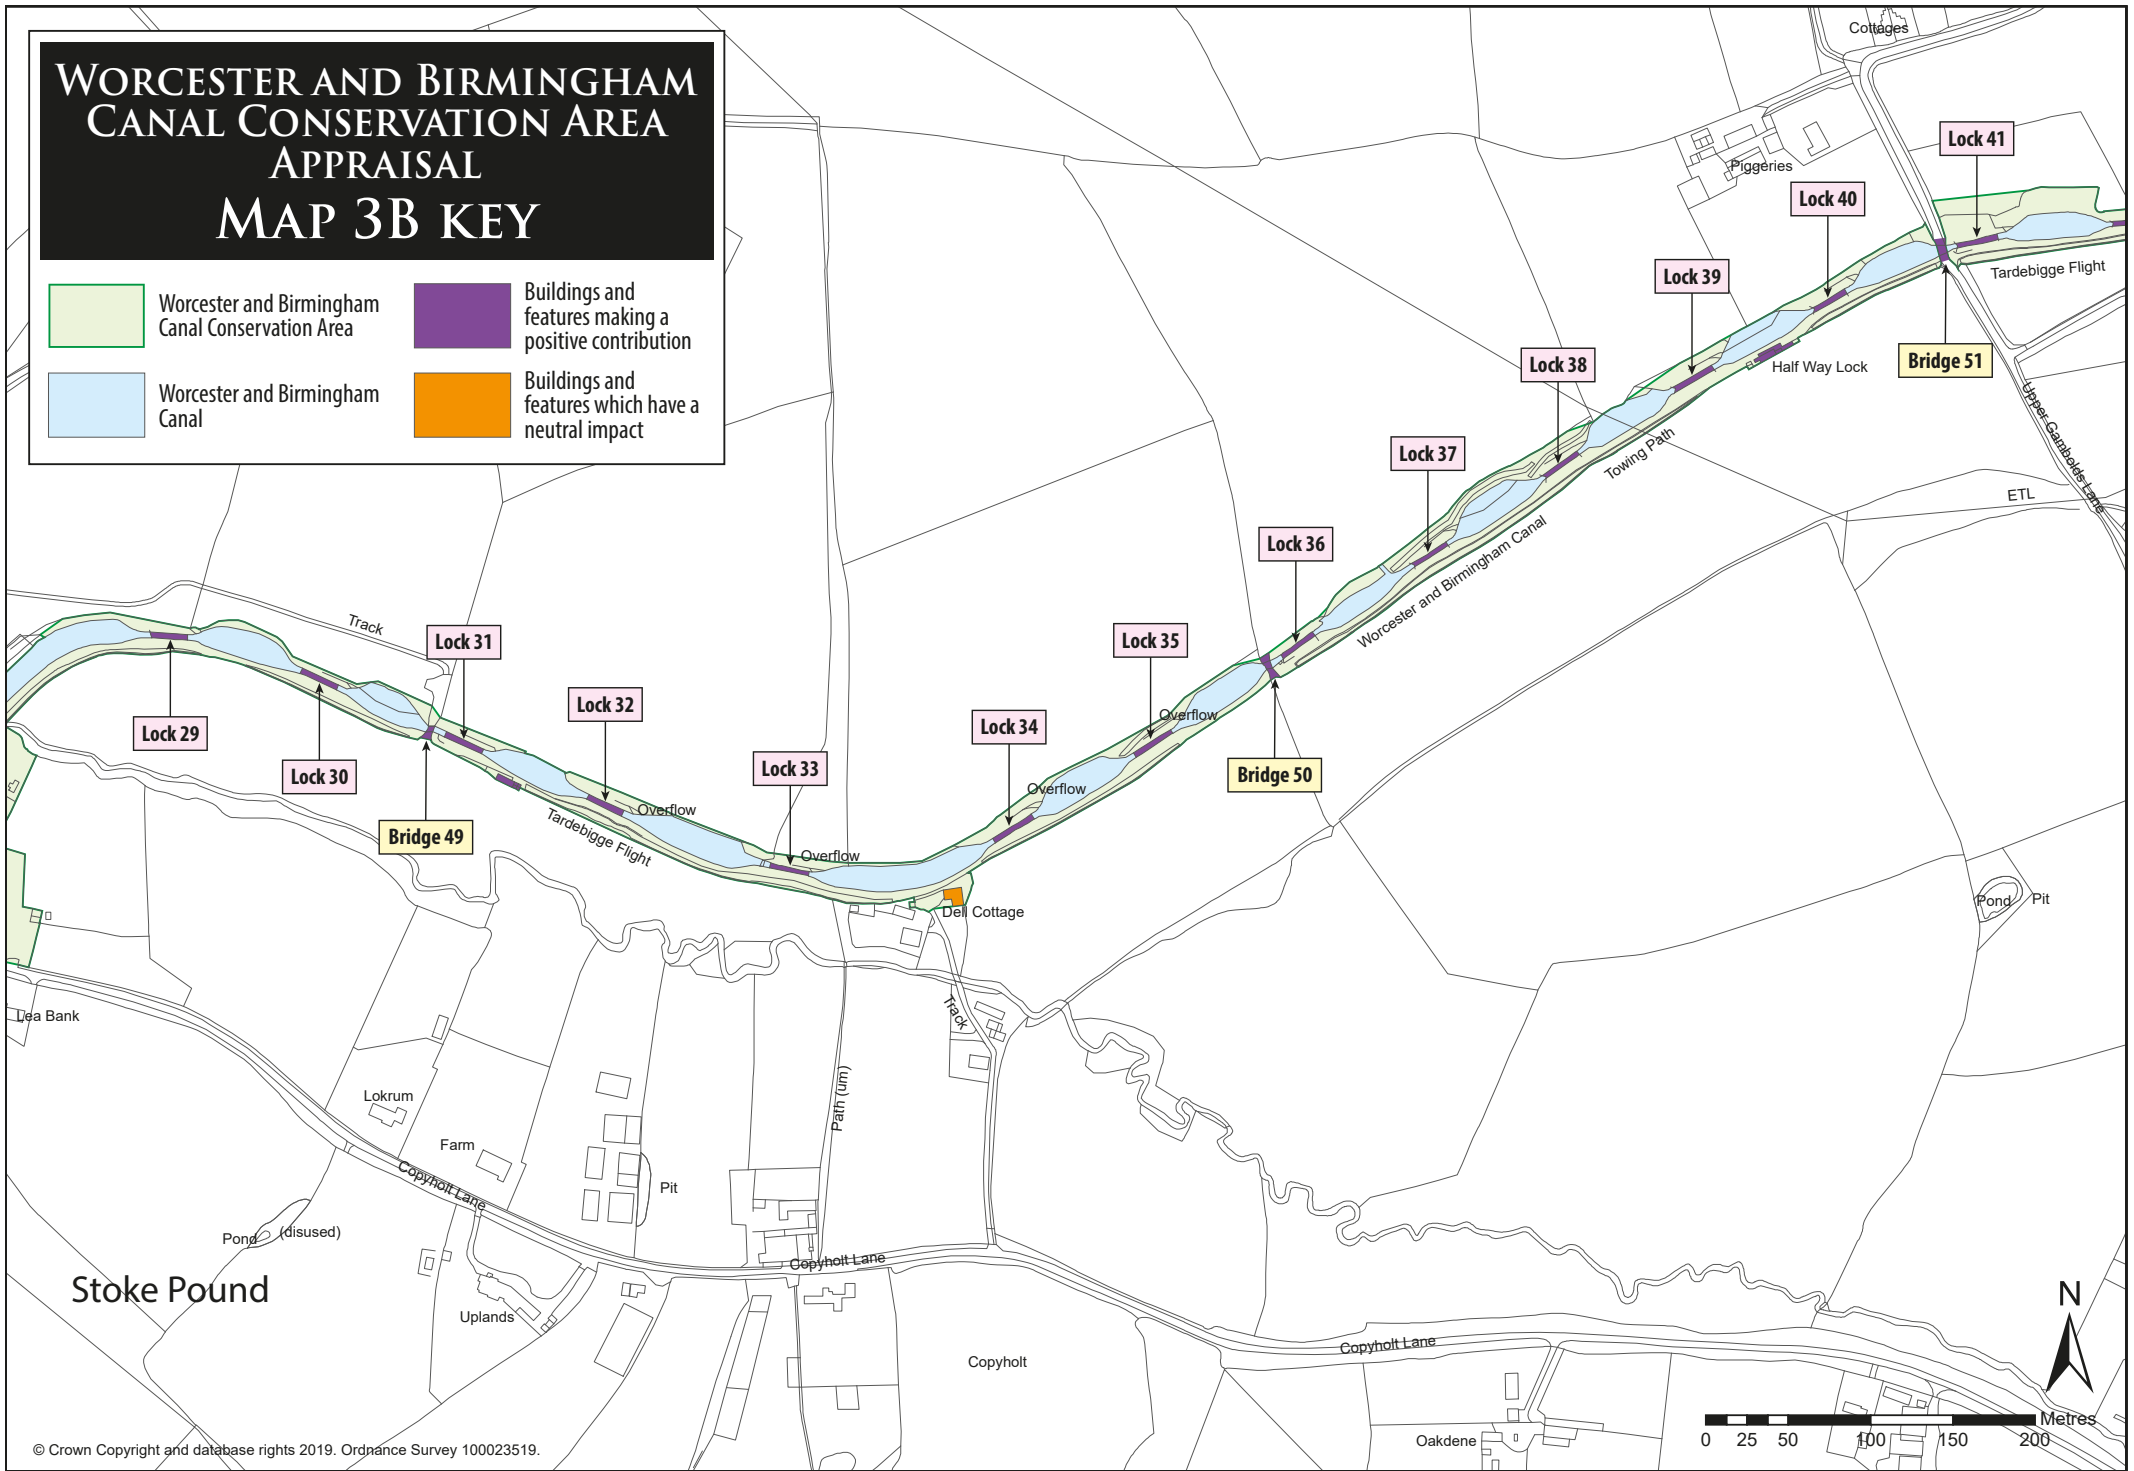 WORCESTER AND BIRMINGHAM
CANAL CONSERVATION AREA
APPRAISAL
MAP 3B KEY
Worcester and Birmingham
Canal Conservation Area
Worcester and Birmingham
Canal
Buildings and
features making a
positive contribution
Buildings and
features which have a
neutral impact
Cottages
Piggeries
Lock 41
Lock 40
Lock 39
Lock 38
Lock 37
Lock 36
Lock 35
Lock 34
Lock 33
Lock 32
Lock 31
Lock 30
Lock 29
Bridge 51
Bridge 50
Bridge 49
Tardebigge Flight
Half Way Lock
Upper Gambolds Lane
ETL
Towing Path
Worcester and Birmingham Canal
Track
Overflow
Overflow
Overflow
Overflow
Tardebigge Flight
Dell Cottage
Pond
Pit
Track
Path (um)
Lea Bank
Lokrum
Farm
Copyholt Lane
Pit
Pond
(disused)
Stoke Pound
Uplands
Copyholt Lane
Copyholt
Copyholt Lane
Oakdene
N
Metres
0 25 50 100 150 200
© Crown Copyright and database rights 2019. Ordnance Survey 100023519.